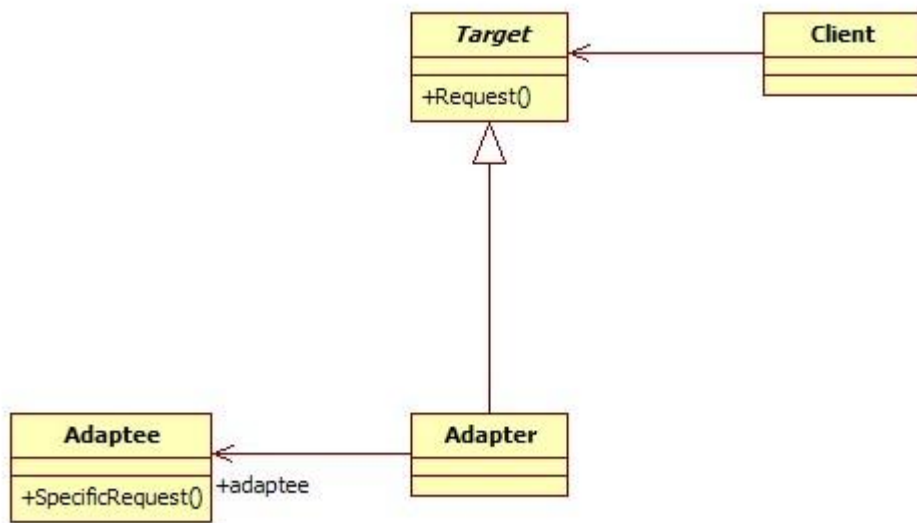 Target
Client
+Request()
Adaptee
Adapter
+SpecificRequest()
+adaptee